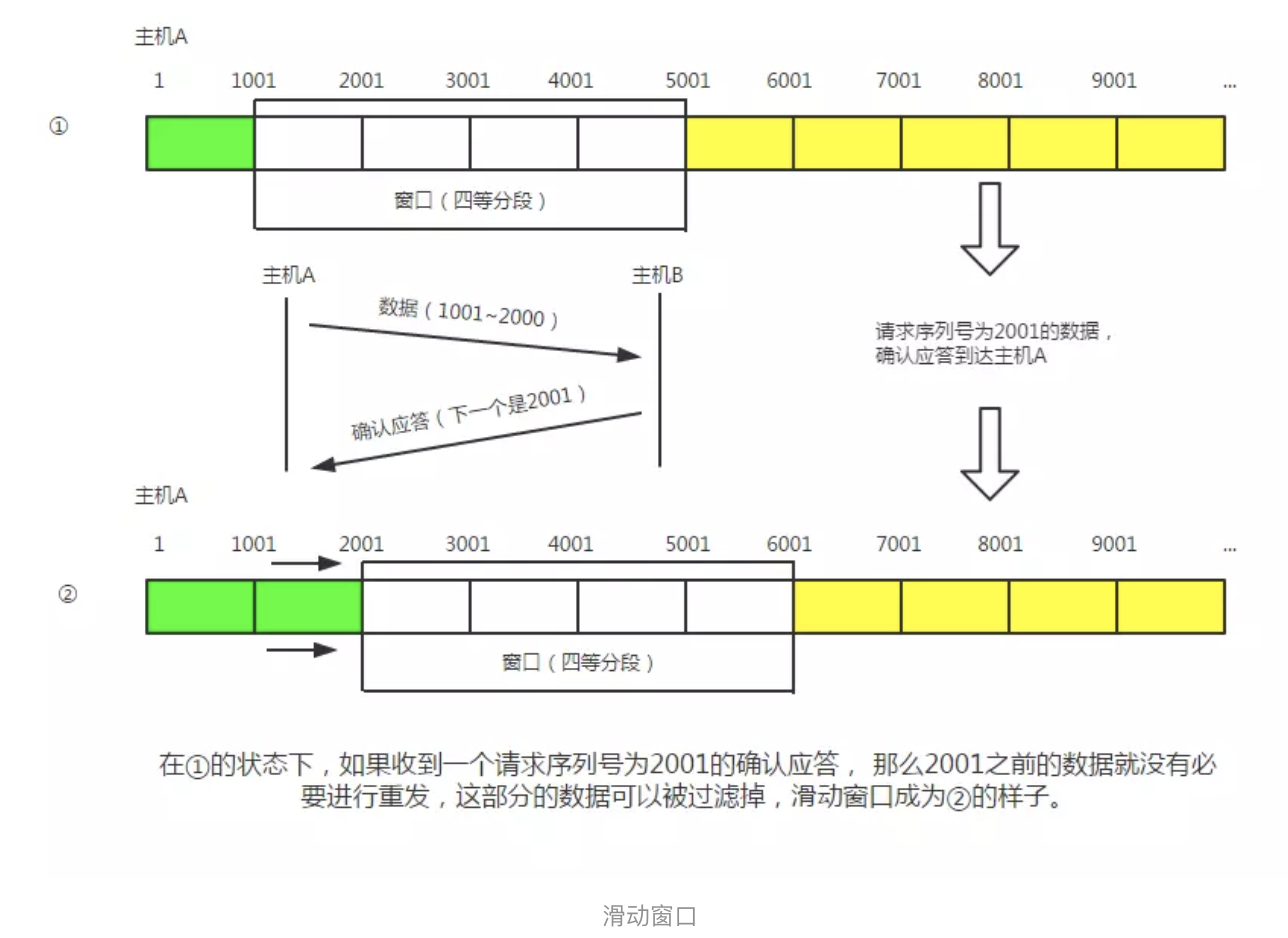 主机A
1 1001 2001 3001 4001 5001 6001 7001 8001 9001 ...
①
窗口（四等分段）
主机A
主机B
数据（1001~2000）
确认应答（下一个是2001）
请求序列号为2001的数据，
确认应答到达主机A
主机A
1 1001 2001 3001 4001 5001 6001 7001 8001 9001 ...
②
窗口（四等分段）
在①的状态下，如果收到一个请求序列号为2001的确认应答， 那么2001之前的数据就没有必
要进行重发，这部分的数据可以被过滤掉，滑动窗口成为②的样子。
滑动窗口